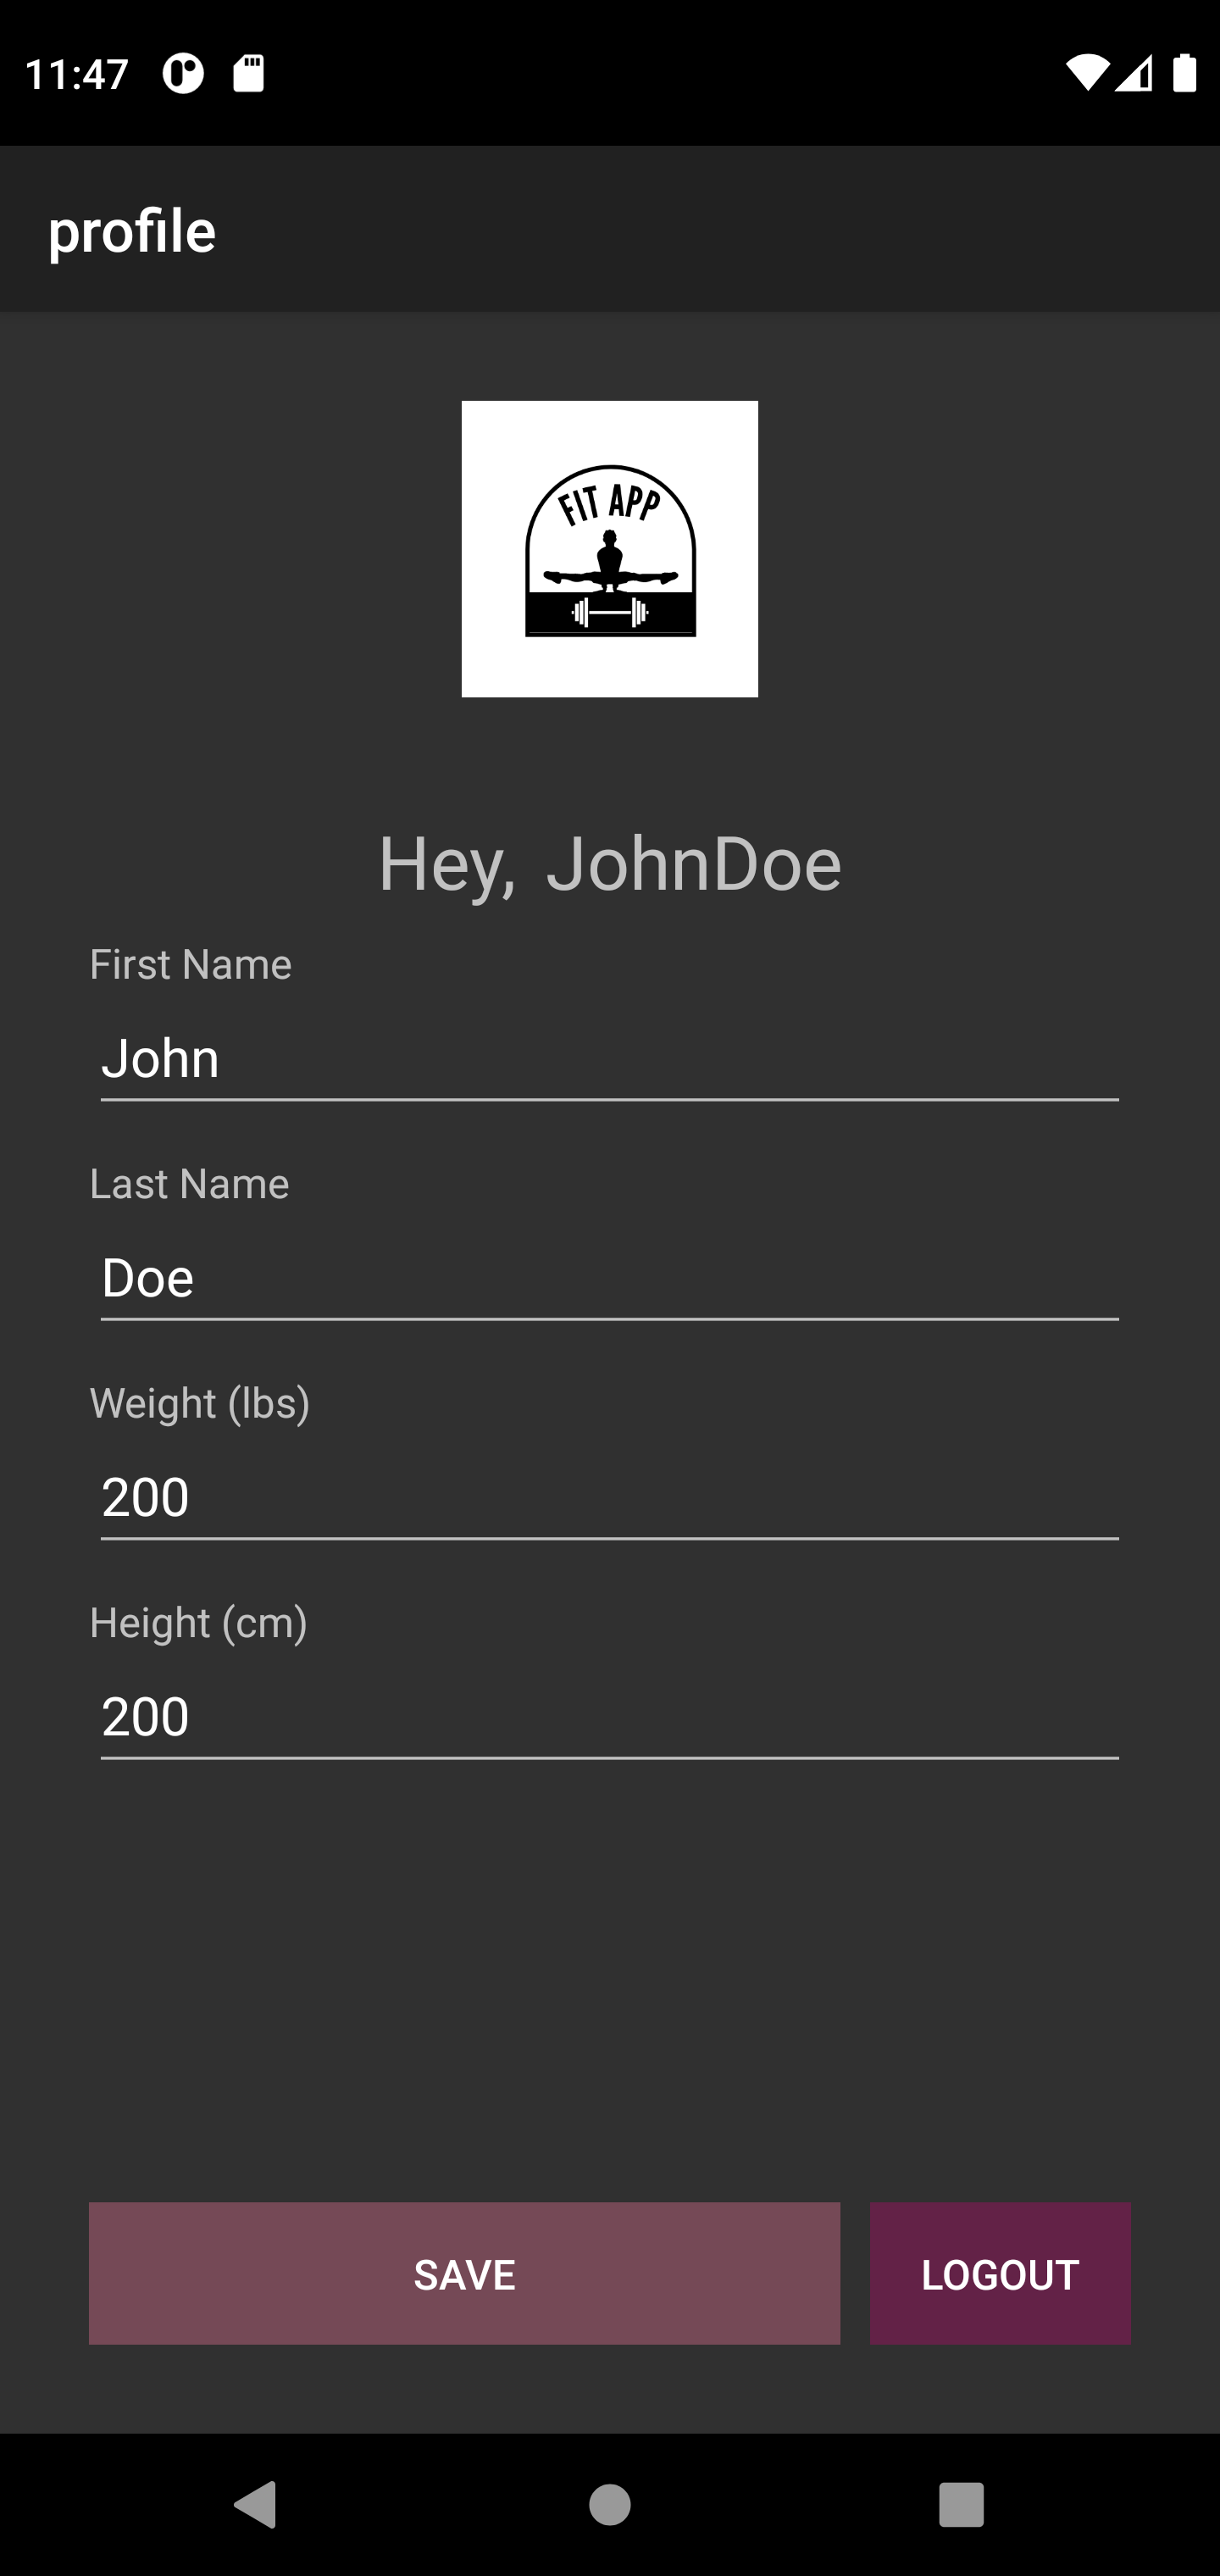 11:47
profile
FIT APP
Hey, JohnDoe
First Name
John
Last Name
Doe
Weight (lbs)
200
Height (cm)
200
SAVE LOGOUT